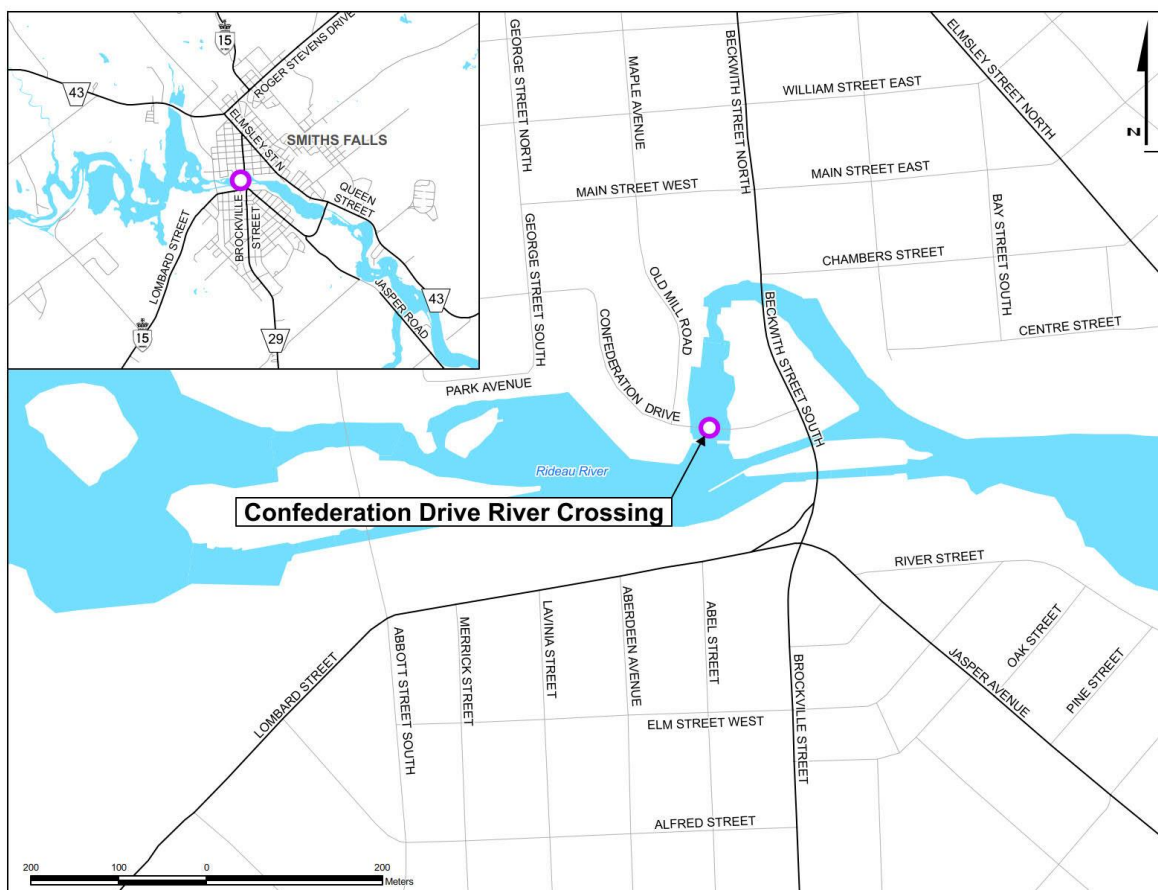 15
ROGER STEVENS DRIVE
43
ELMSLEY ST N
SMITHS FALLS
QUEEN
STREET
BROCKVILLE
STREET
LOMBARD STREET
JASPER ROAD
43
15
29
GEORGE STREET NORTH
MAPLE AVENUE
BECKWITH STREET NORTH
ELMSLEY STREET NORTH
WILLIAM STREET EAST
N
MAIN STREET WEST
MAIN STREET EAST
BAY STREET SOUTH
GEORGE STREET SOUTH
OLD MILL ROAD
CHAMBERS STREET
CONFEDERATION DRIVE
BECKWITH STREET SOUTH
CENTRE STREET
PARK AVENUE
Rideau River
Confederation Drive River Crossing
RIVER STREET
LOMBARD STREET
ABBOTT STREET SOUTH
MERRICK STREET
LAVINIA STREET
ABERDEEN AVENUE
ABEL STREET
BROCKVILLE STREET
JASPER AVENUE
OAK STREET
PINE STREET
ELM STREET WEST
ALFRED STREET
200 100 0 200
Meters